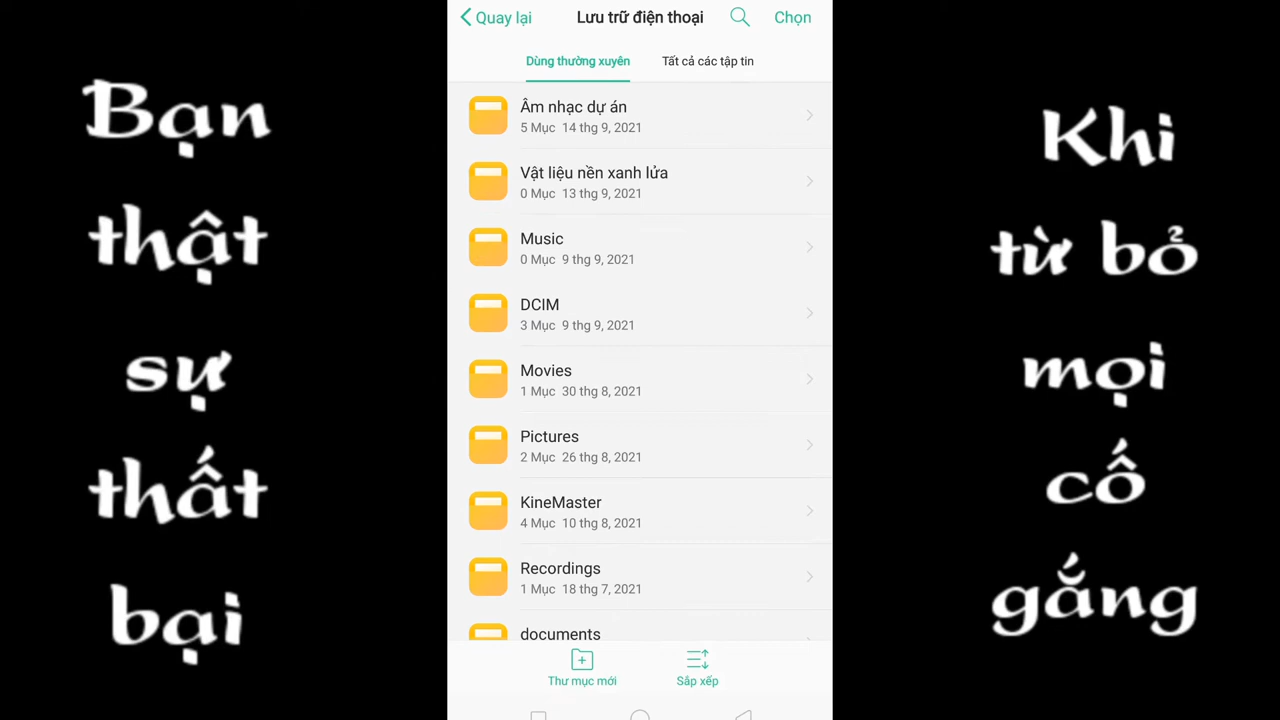 Bạn
thật
sự
thất
bại
Quay lại
Lưu trữ điện thoại
Chọn
Dùng thường xuyên
Tất cả các tập tin
Âm nhạc dự án
5 Mục 14 thg 9, 2021
Vật liệu nền xanh lửa
0 Mục 13 thg 9, 2021
Music
0 Mục 9 thg 9, 2021
DCIM
3 Mục 9 thg 9, 2021
Movies
1 Mục 30 thg 8, 2021
Pictures
2 Mục 26 thg 8, 2021
KineMaster
4 Mục 10 thg 8, 2021
Recordings
1 Mục 18 thg 7, 2021
documents
Thư mục mới
Sắp xếp
Khi
từ bỏ
mọi
cố
gắng